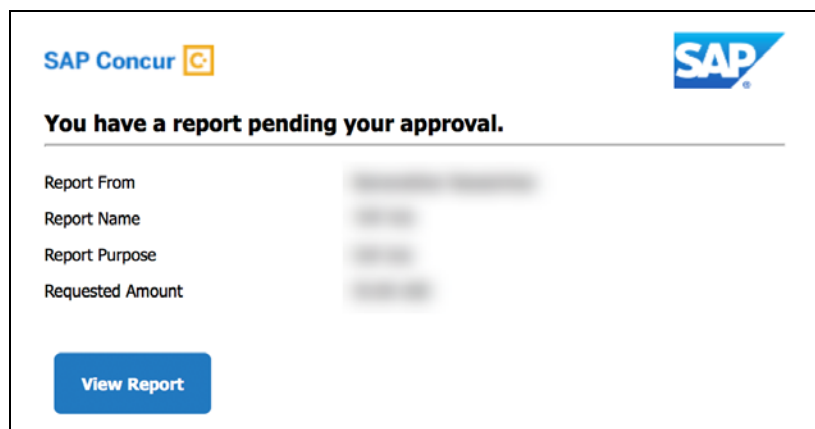 SAP Concur C
SAP
You have a report pending your approval.
Report From
Report Name
Report Purpose
Requested Amount
View Report